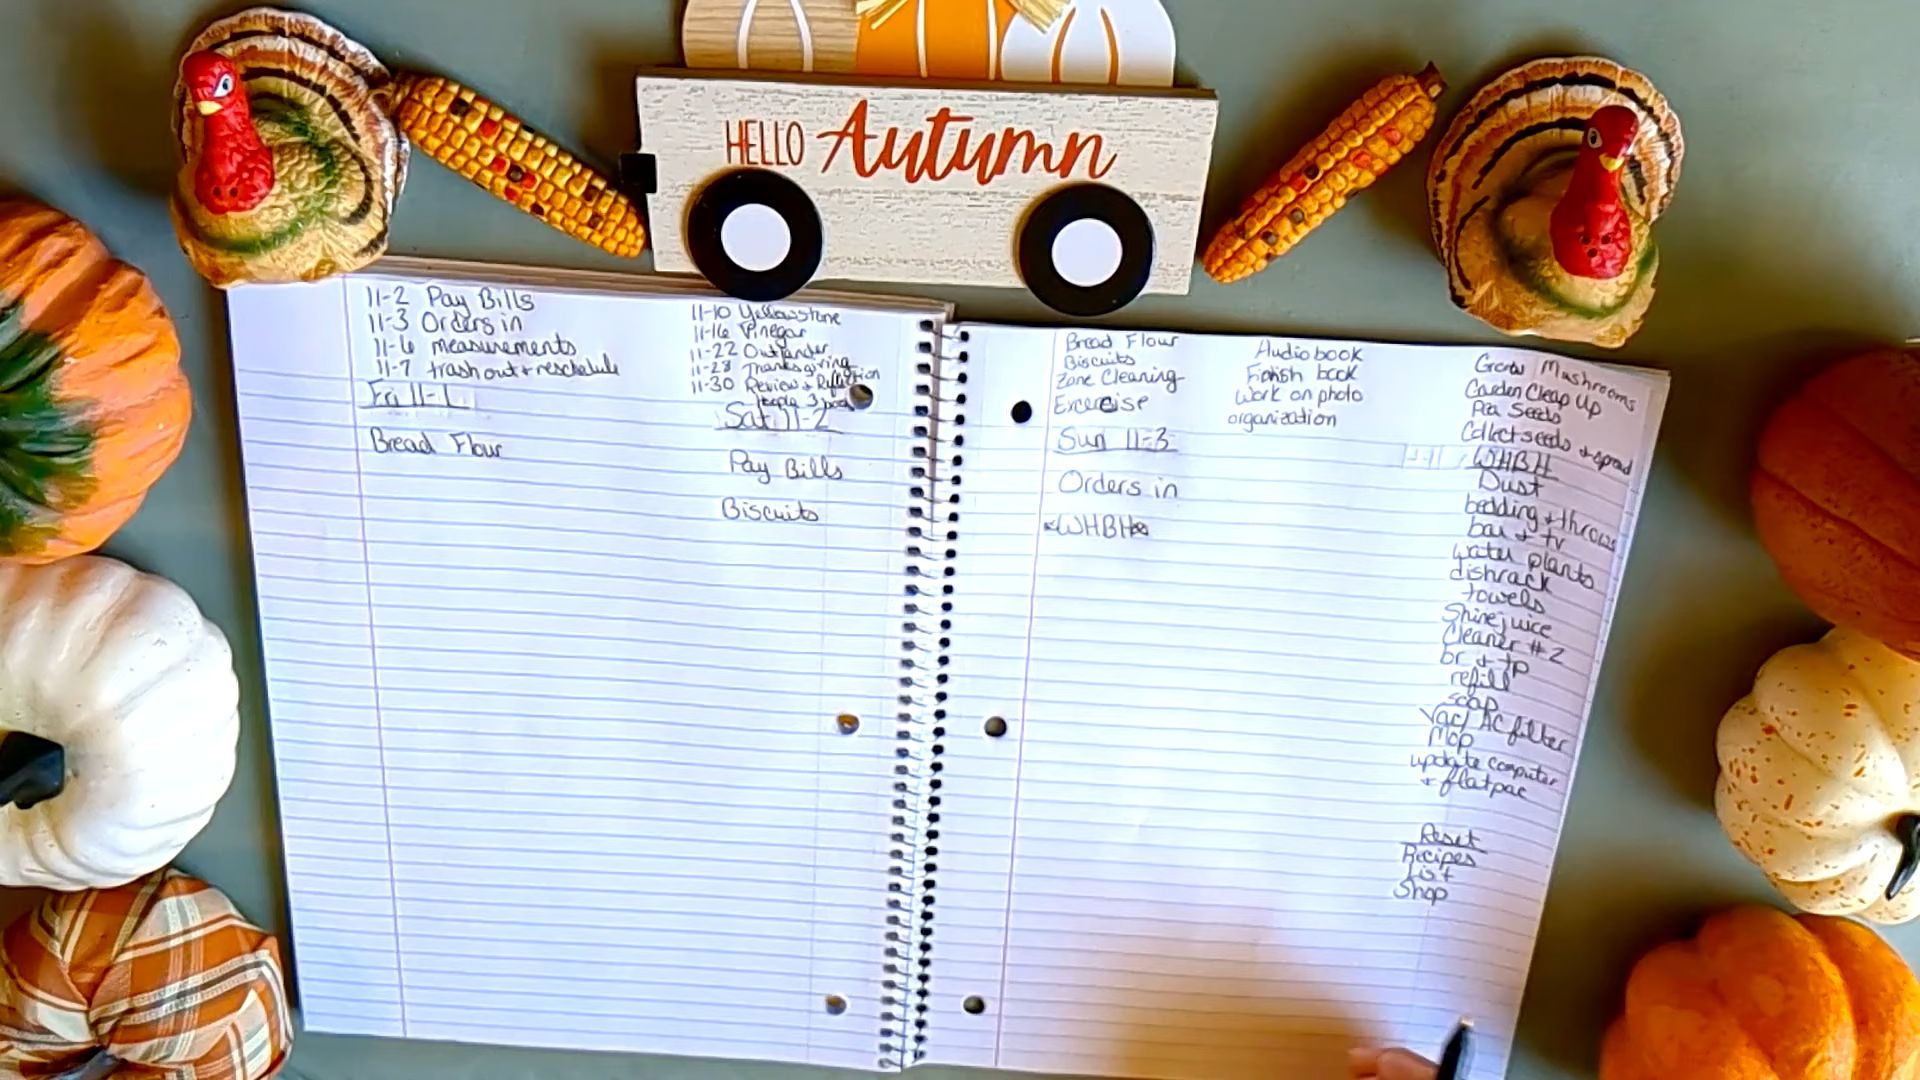 HELLO Autumn
11-2 Pay Bills
11-3 Orders in
11-6 measurements
11-7 trash out + reschedule
11-10 Yellowstone
11-16 Vinegar
11-22 Outlander
11-28 Thanksgiving
11-30 Review + Reflection
Fri 11-1
Bread Flour
Sat 11-2
Pay Bills
Biscuits
Bread Flour
Biscuits
Zone Cleaning
Excercise
Sun 11-3
Orders in
WHBH
Audiobook
Finish book
Work on photo
organization
Grow Mushrooms
Garden Clean Up
Pea Seeds
Collect seeds + spread
WHBH
Dust
bedding + throws
bar + tv
water plants
dishrack
towels
Shinejuice
Cleaner #2
br + tp
refill
soap
Vac/AC filter
Mop
update computer
+ flatpac
Reset
Recipes
List
Shop